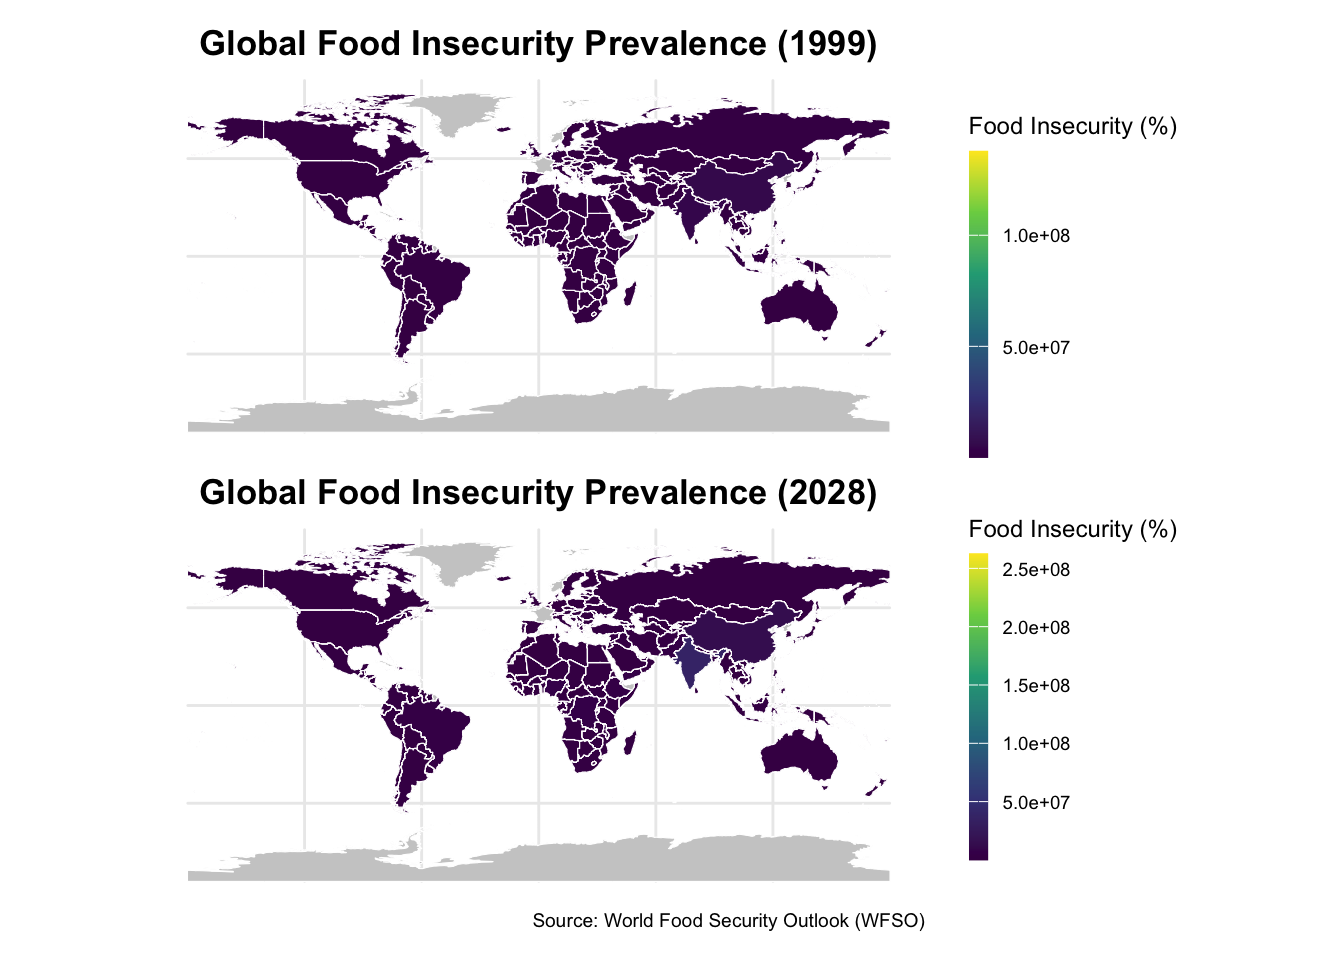 Global Food Insecurity Prevalence (1999)
Food Insecurity (%)
1.0e+08
5.0e+07
Global Food Insecurity Prevalence (2028)
Food Insecurity (%)
2.5e+08
2.0e+08
1.5e+08
1.0e+08
5.0e+07
Source: World Food Security Outlook (WFSO)